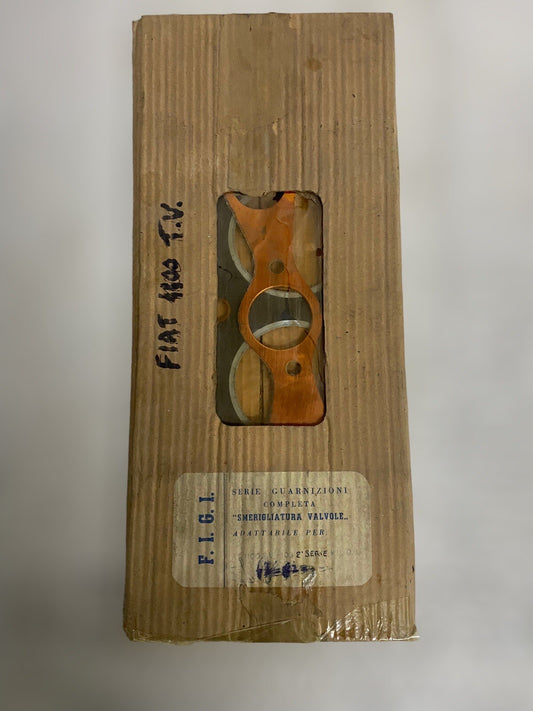 FIAT 1100 T.V.
F. I. G. I.
SERIE GUARNIZIONI
COMPLETA
"SMERIGLIATURA VALVOLE"
ADATTABILE PER
2ª SERIE